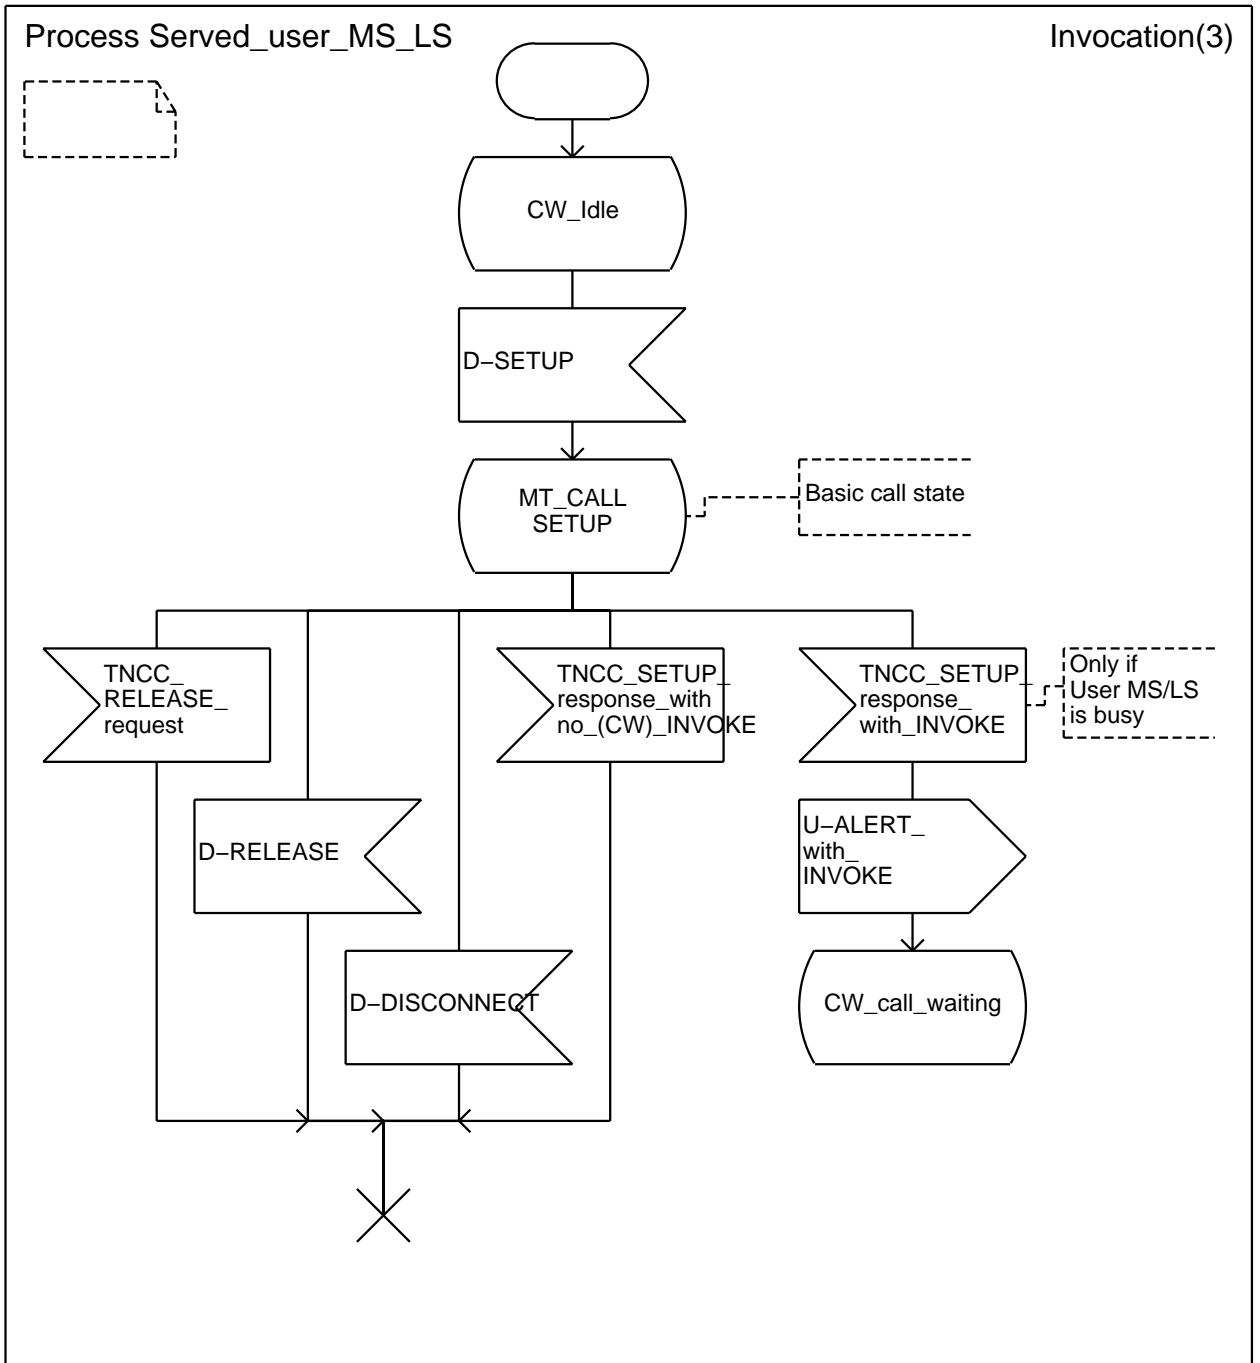 Process Served_user_MS_LS
Invocation(3)
CW_Idle
D−SETUP
MT_CALL
SETUP
Basic call state
TNCC_
RELEASE_
request
TNCC_SETUP_
response_with
no_(CW)_INVOKE
TNCC_SETUP_
response_
with_INVOKE
Only if
User MS/LS
is busy
D−RELEASE
U−ALERT_
with_
INVOKE
D−DISCONNECT
CW_call_waiting